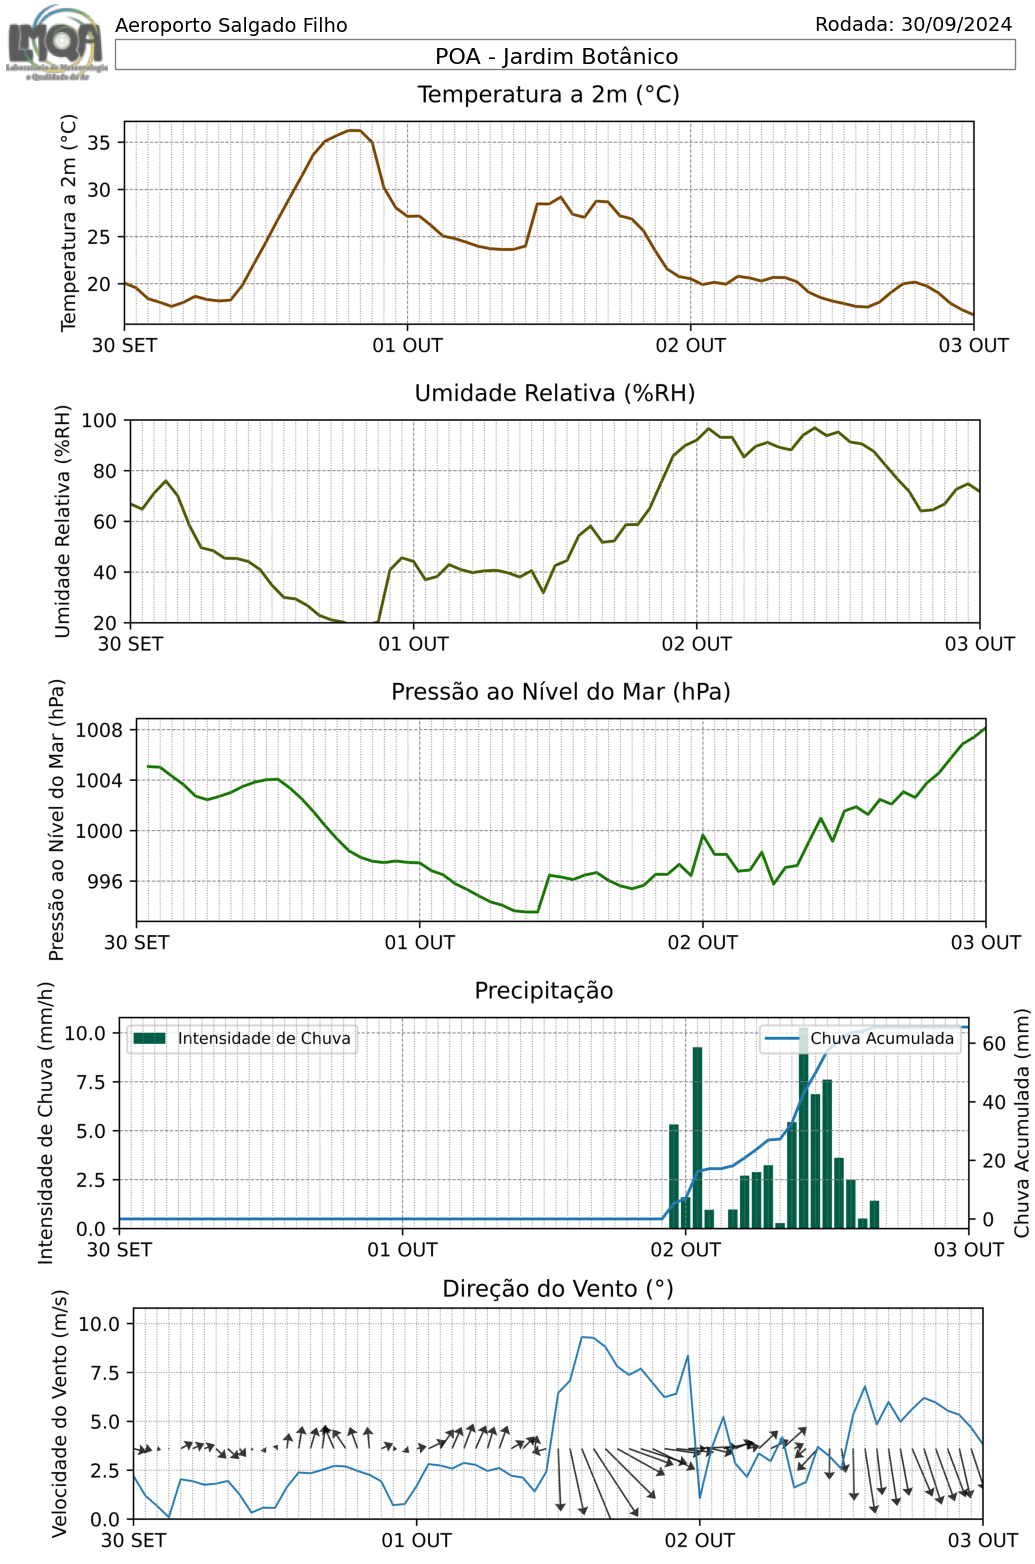 Aeroporto Salgado Filho
Rodada: 30/09/2024
LMQA
Laboratório de Meteorologia
e Qualidade do Ar
POA - Jardim Botânico
Temperatura a 2m (°C)
Temperatura a 2m (°C)
35
30
25
20
30 SET
01 OUT
02 OUT
03 OUT
Umidade Relativa (%RH)
Umidade Relativa (%RH)
100
80
60
40
20
30 SET
01 OUT
02 OUT
03 OUT
Pressão ao Nível do Mar (hPa)
Pressão ao Nível do Mar (hPa)
1008
1004
1000
996
30 SET
01 OUT
02 OUT
03 OUT
Precipitação
Intensidade de Chuva (mm/h)
10.0
7.5
5.0
2.5
0.0
Intensidade de Chuva
Chuva Acumulada
60
40
20
0
Chuva Acumulada (mm)
30 SET
01 OUT
02 OUT
03 OUT
Direção do Vento (°)
Velocidade do Vento (m/s)
10.0
7.5
5.0
2.5
0.0
30 SET
01 OUT
02 OUT
03 OUT